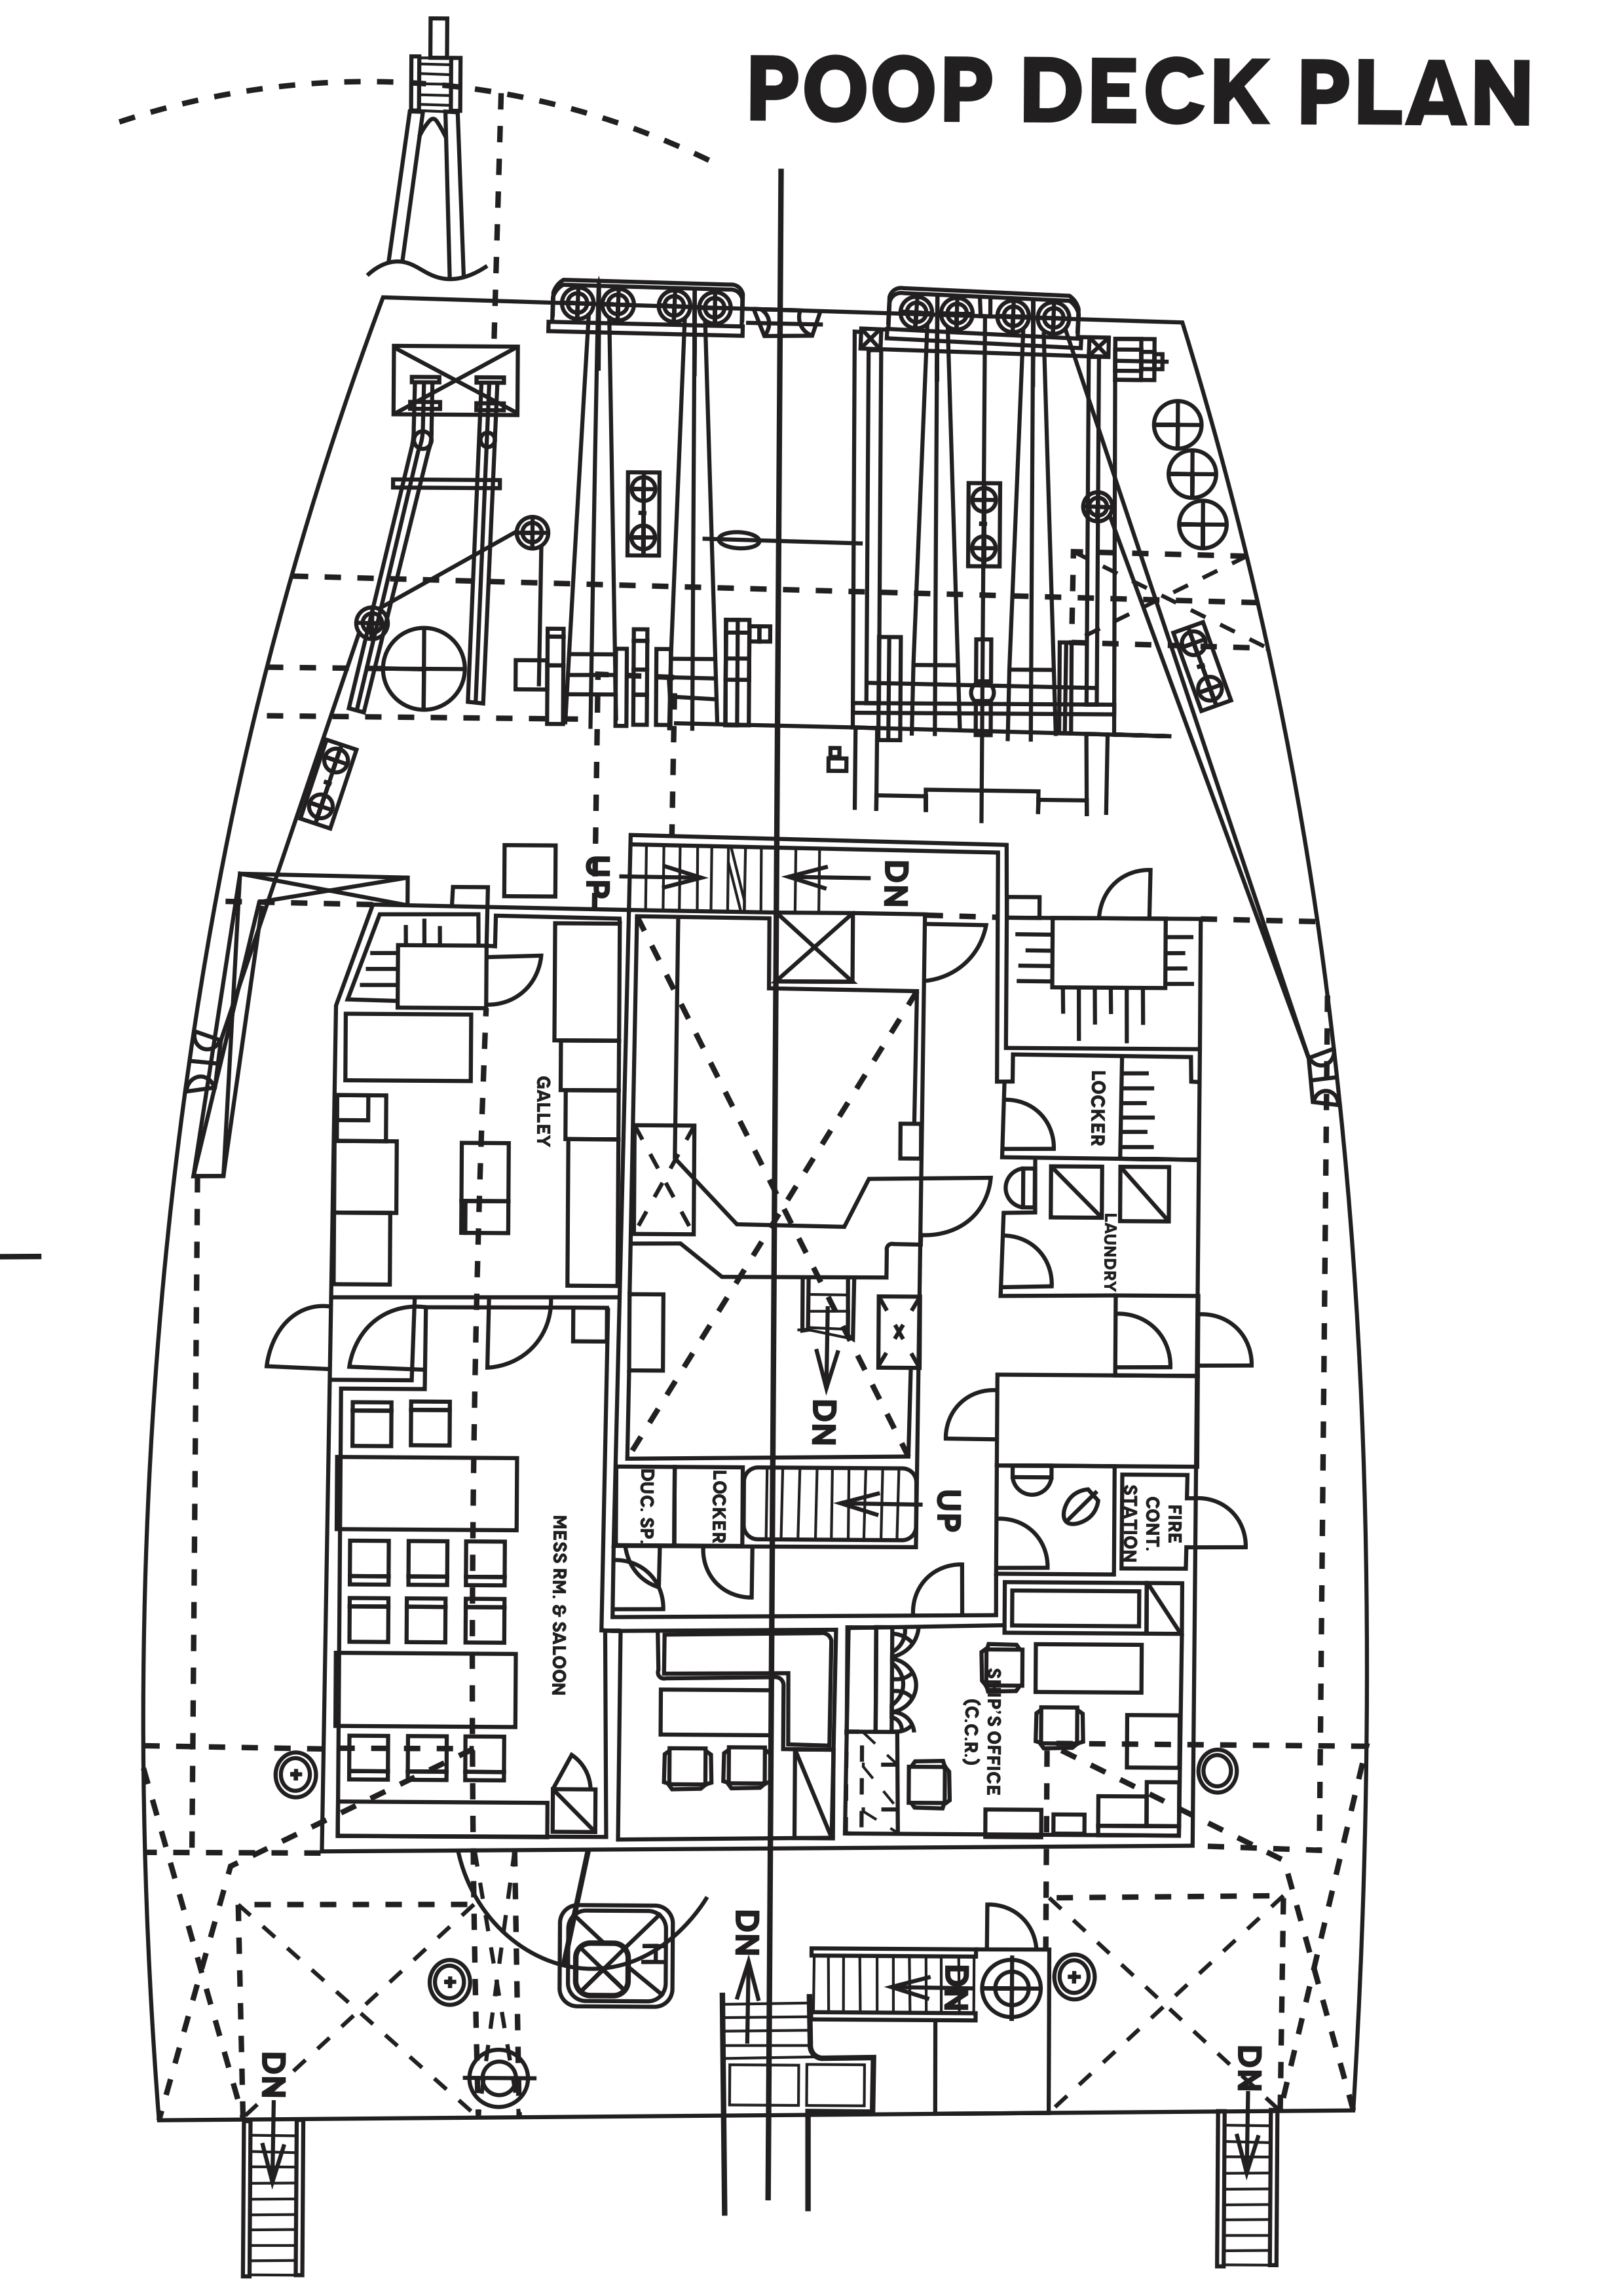 POOP DECK PLAN
UP
DN
GALLEY
LOCKER
LAUNDRY
DN
DUC. SP.
LOCKER
UP
FIRE
CONT.
STATION
MESS RM. & SALOON
SHIP'S OFFICE
(C.C.R.)
DN
DN
DN
DN